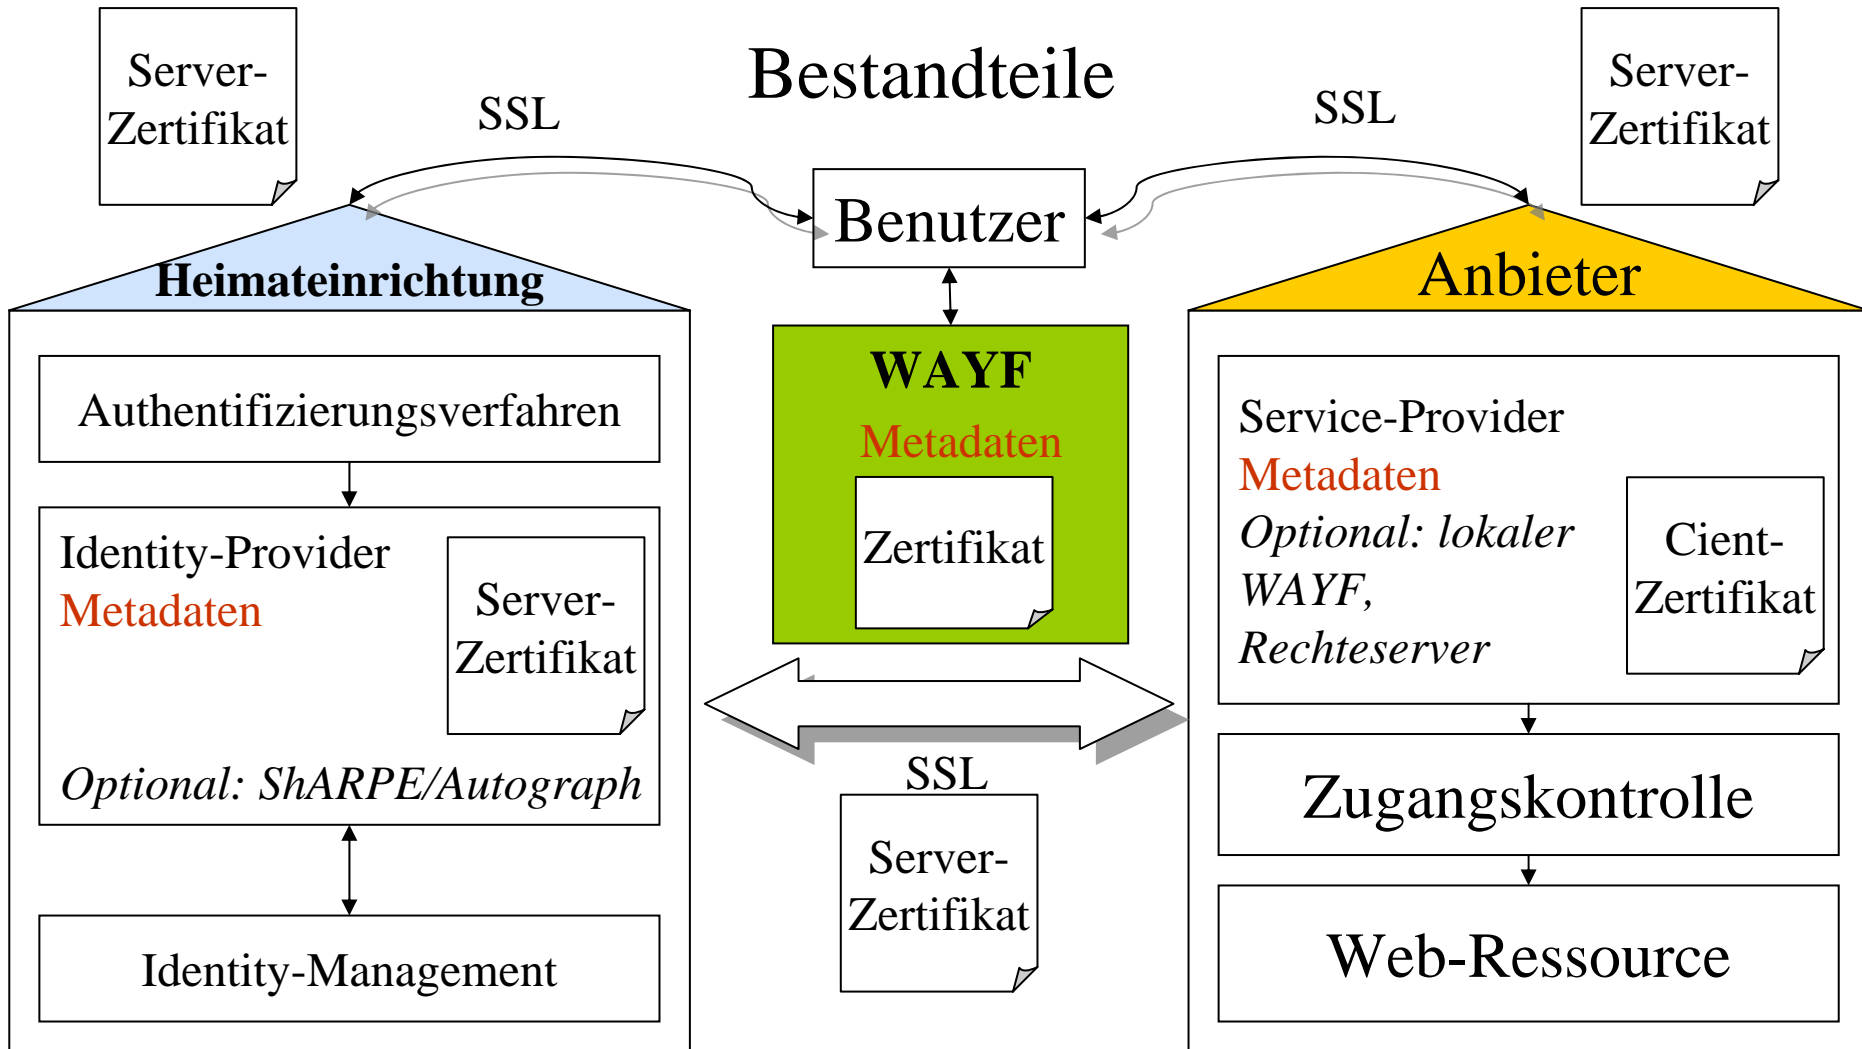 Bestandteile
Server-
Zertifikat
SSL
SSL
Server-
Zertifikat
Benutzer
Heimateinrichtung
Authentifizierungsverfahren
Identity-Provider
Metadaten
Server-
Zertifikat
Optional: ShARPE/Autograph
Identity-Management
WAYF
Metadaten
Zertifikat
SSL
Server-
Zertifikat
Anbieter
Service-Provider
Metadaten
Optional: lokaler
WAYF,
Rechteserver
Cient-
Zertifikat
Zugangskontrolle
Web-Ressource